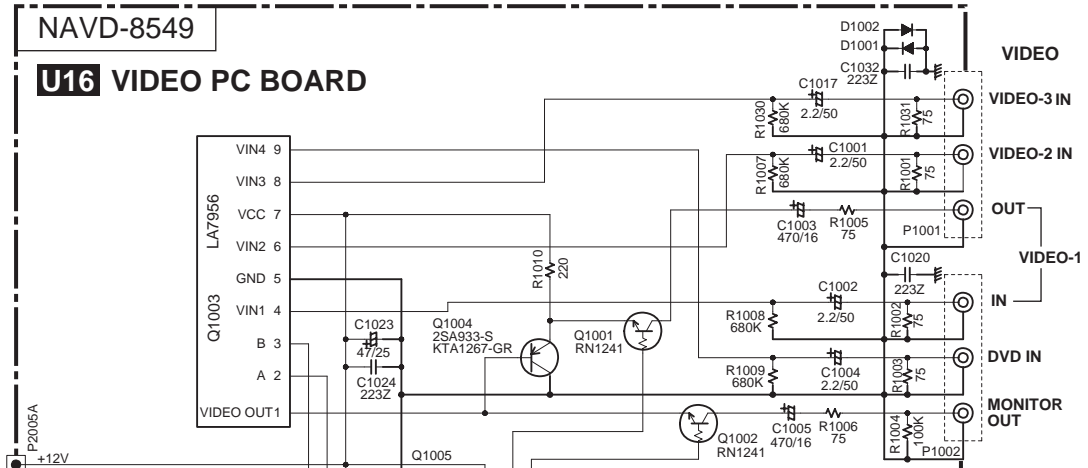 NAVD-8549
U16 VIDEO PC BOARD
D1002
D1001
C1032
223Z
VIDEO
C1017
2.2/50
R1030
680K
R1031
75
VIDEO-3 IN
VIN4 9
VIN3 8
VCC 7
VIN2 6
GND 5
VIN1 4
B 3
A 2
VIDEO OUT1
LA7956
Q1003
C1001
2.2/50
R1007
680K
R1001
75
VIDEO-2 IN
C1003
470/16
R1005
75
OUT
P1001
VIDEO-1
R1010
220
C1020
223Z
C1002
2.2/50
R1008
680K
R1002
75
IN
C1023
47/25
C1024
223Z
Q1004
2SA933-S
KTA1267-GR
Q1001
RN1241
R1009
680K
C1004
2.2/50
R1003
75
DVD IN
Q1002
RN1241
C1005
470/16
R1006
75
R1004
100K
MONITOR
OUT
P1002
P2005A
+12V
Q1005